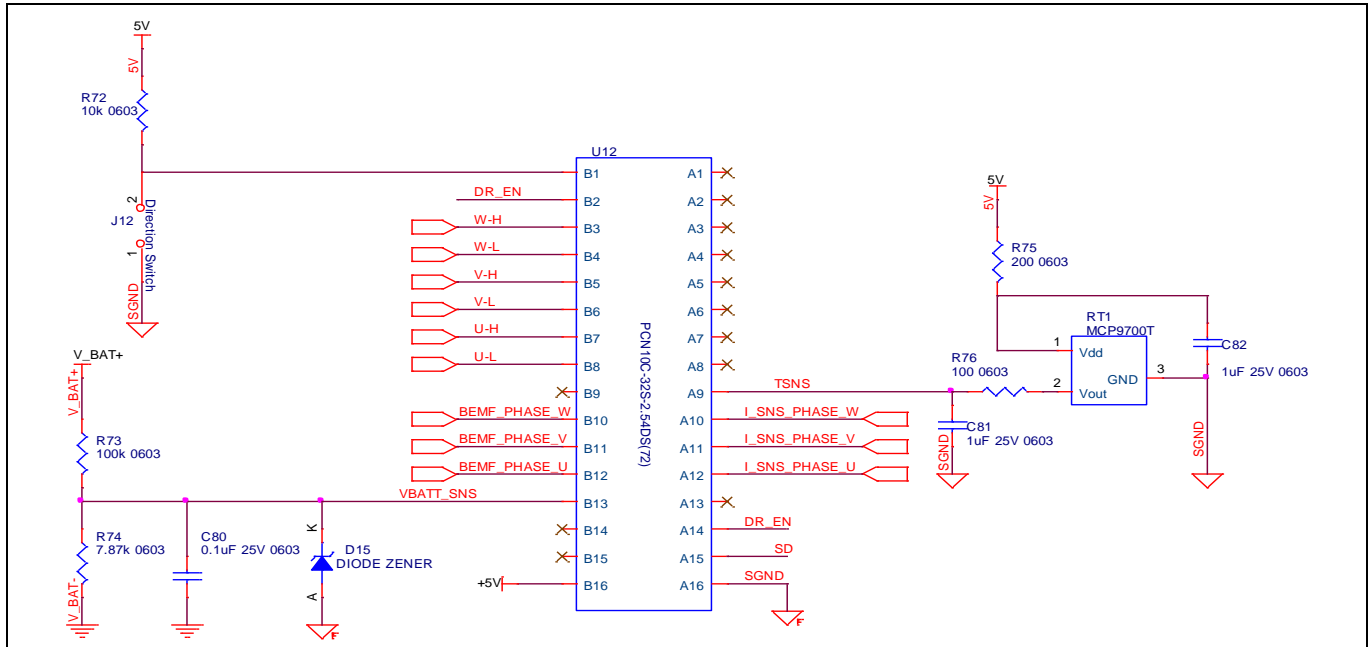 5V
5V
R72
10k 0603
2
J12
1
Direction Switch
SGND
V_BAT+
V_BAT+
R73
100k 0603
R74
7.87k 0603
V_BAT-
C80
0.1uF 25V 0603
K
D15
DIODE ZENER
A
F
VBATT_SNS
DR_EN
W-H
W-L
V-H
V-L
U-H
U-L
BEMF_PHASE_W
BEMF_PHASE_V
BEMF_PHASE_U
+5V
U12
B1
B2
B3
B4
B5
B6
B7
B8
B9
B10
B11
B12
B13
B14
B15
B16
PCN10C-32S-2.54DS(72)
A1
A2
A3
A4
A5
A6
A7
A8
A9
A10
A11
A12
A13
A14
A15
A16
TSNS
I_SNS_PHASE_W
I_SNS_PHASE_V
I_SNS_PHASE_U
DR_EN
SD
SGND
F
C81
1uF 25V 0603
SGND
R76
100 0603
5V
5V
R75
200 0603
RT1
MCP9700T
1
Vdd
2
Vout
GND
3
C82
1uF 25V 0603
SGND